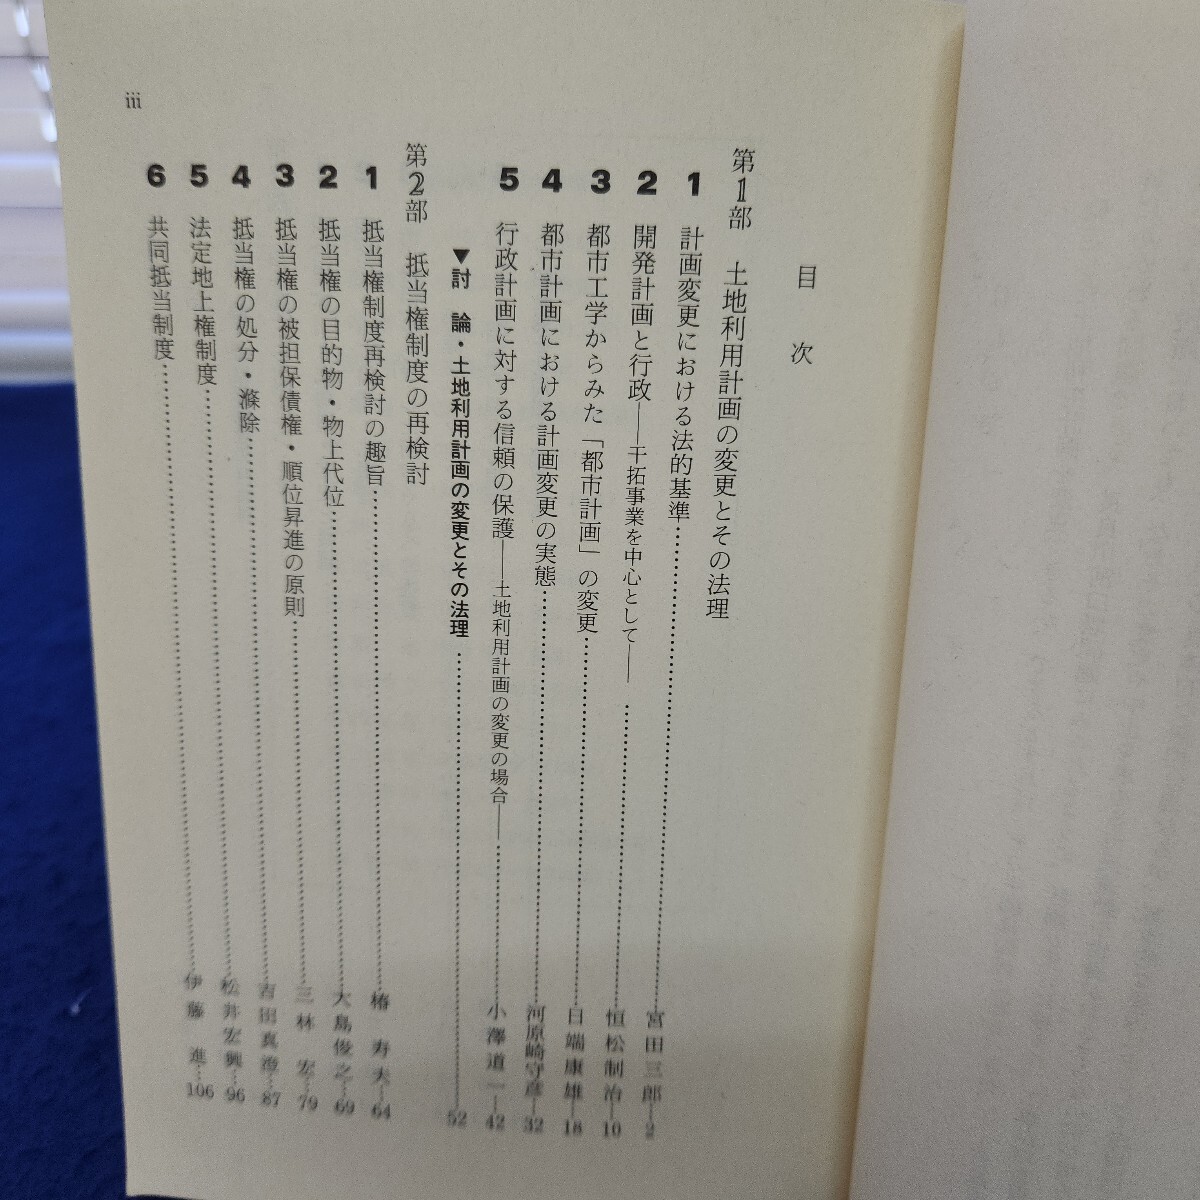 目次
第1部 土地利用計画の変更とその法理
1 計画変更における法的基準……宮田三郎…2
2 開発計画と行政――干拓事業を中心として――……恒松制治…10
3 都市工学からみた「都市計画」の変更……日端康雄…18
4 都市計画における計画変更の実態……河原崎守彦…32
5 行政計画に対する信頼の保護――土地利用計画の変更の場合――……小澤道一…42
▼討論・土地利用計画の変更とその法理……52
第2部 抵当権制度の再検討
1 抵当権制度再検討の趣旨……椿寿夫…64
2 抵当権の目的物・物上代位……大島俊之…69
3 抵当権の被担保債権・順位昇進の原則……三林宏…79
4 抵当権の処分・滌除……吉田真澄…87
5 法定地上権制度……松井宏興…96
6 共同抵当制度……伊藤進…106
iii